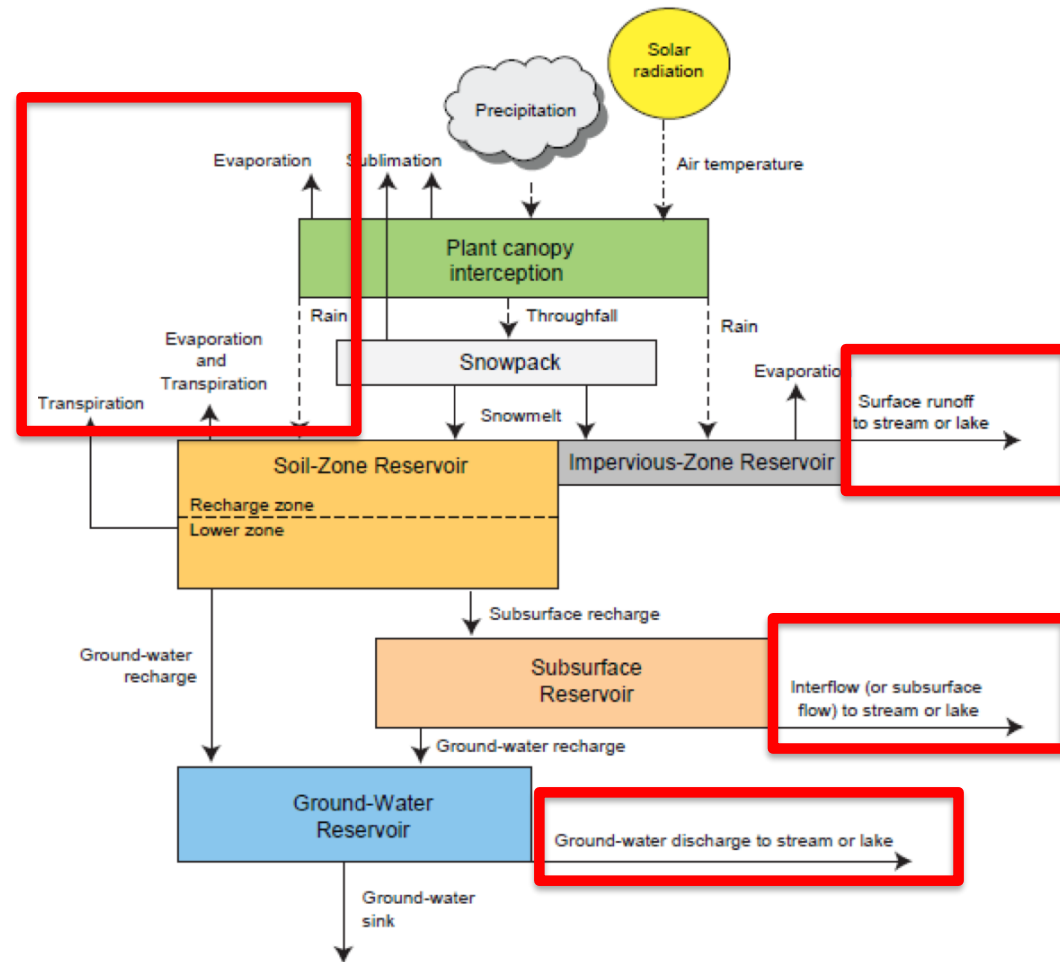 Solar
radiation
Precipitation
Evaporation
Sublimation
Air temperature
Plant canopy
interception
Rain
Throughfall
Rain
Evaporation
and
Transpiration
Snowpack
Evaporation
Transpiration
Snowmelt
Surface runoff
to stream or lake
Soil-Zone Reservoir
Impervious-Zone Reservoir
Recharge zone
Lower zone
Subsurface recharge
Ground-water
recharge
Subsurface
Reservoir
Interflow (or subsurface
flow) to stream or lake
Ground-water recharge
Ground-Water
Reservoir
Ground-water discharge to stream or lake
Ground-water
sink